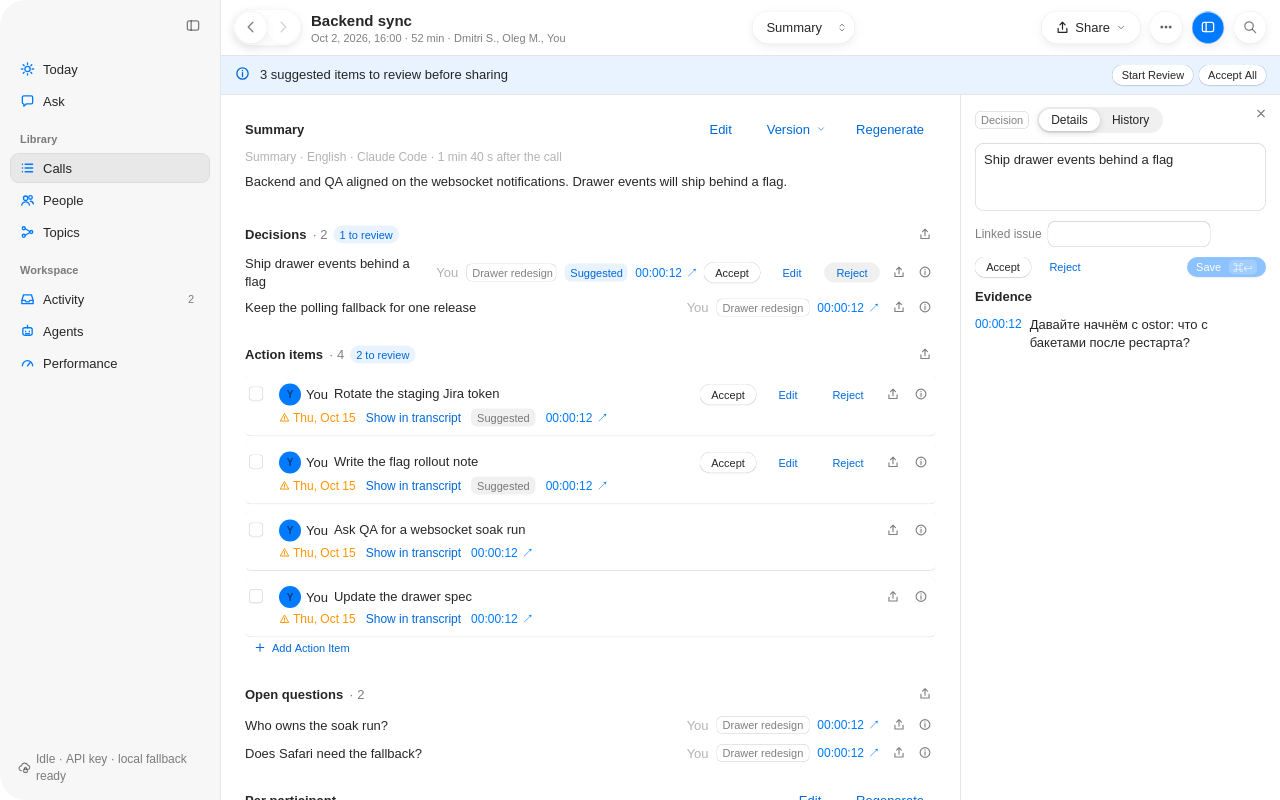 Today
Ask
Library
Calls
People
Topics
Workspace
Activity 2
Agents
Performance
Idle · API key · local fallback
ready
Backend sync
Oct 2, 2026, 16:00 · 52 min · Dmitri S., Oleg M., You
Summary
Share
3 suggested items to review before sharing
Start Review Accept All
Summary Edit Version Regenerate
Summary · English · Claude Code · 1 min 40 s after the call
Backend and QA aligned on the websocket notifications. Drawer events will ship behind a flag.
Decisions · 2 1 to review
Ship drawer events behind a
flag
You Drawer redesign Suggested 00:00:12 ↗ Accept Edit Reject
Keep the polling fallback for one release You Drawer redesign 00:00:12 ↗
Action items · 4 2 to review
Y You Rotate the staging Jira token Accept Edit Reject
Thu, Oct 15 Show in transcript Suggested 00:00:12 ↗
Y You Write the flag rollout note Accept Edit Reject
Thu, Oct 15 Show in transcript Suggested 00:00:12 ↗
Y You Ask QA for a websocket soak run
Thu, Oct 15 Show in transcript 00:00:12 ↗
Y You Update the drawer spec
Thu, Oct 15 Show in transcript 00:00:12 ↗
Add Action Item
Open questions · 2
Who owns the soak run? You Drawer redesign 00:00:12 ↗
Does Safari need the fallback? You Drawer redesign 00:00:12 ↗
Per participant Edit Regenerate
Decision Details History
Ship drawer events behind a flag
Linked issue
Accept Reject Save ⌘↩
Evidence
00:00:12 Давайте начнём с ostor: что с
бакетами после рестарта?